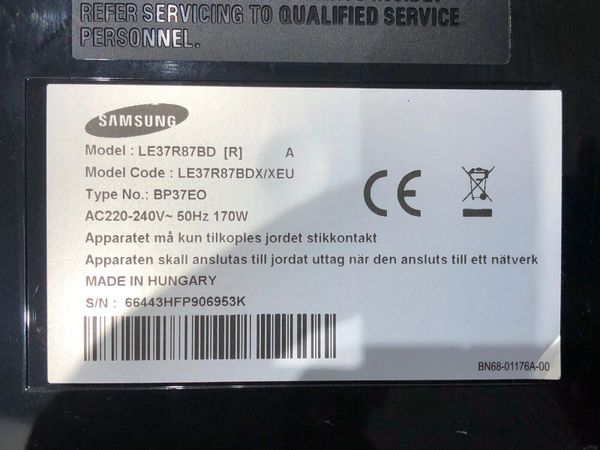 REFER SERVICING TO QUALIFIED SERVICE
PERSONNEL.
SAMSUNG
Model : LE37R87BD [R] A
Model Code : LE37R87BDX/XEU
Type No. : BP37EO
AC220-240V~ 50Hz 170W
Apparatet må kun tilkoples jordet stikkontakt
Apparaten skall anslutas till jordat uttag när den ansluts till ett nätverk
MADE IN HUNGARY
S/N : 66443HFP906953K
CE
BN68-01176A-00